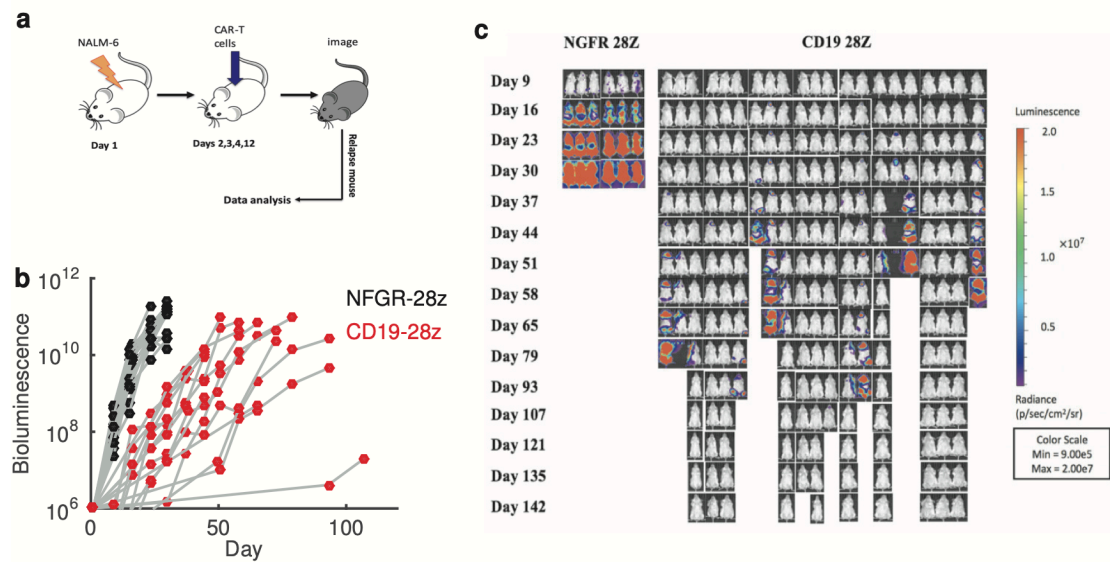 a
NALM-6
CAR-T
cells
image
Day 1
Days 2,3,4,12
Relapse mouse
Data analysis
b
Bioluminescence
10^12
10^10
10^8
10^6
NFGR-28z
CD19-28z
0
50
100
Day
c
NGFR 28Z
CD19 28Z
Day 9
Day 16
Day 23
Day 30
Day 37
Day 44
Day 51
Day 58
Day 65
Day 79
Day 93
Day 107
Day 121
Day 135
Day 142
Luminescence
2.0
1.5
×10^7
1.0
0.5
Radiance
(p/sec/cm²/sr)
Color Scale
Min = 9.00e5
Max = 2.00e7